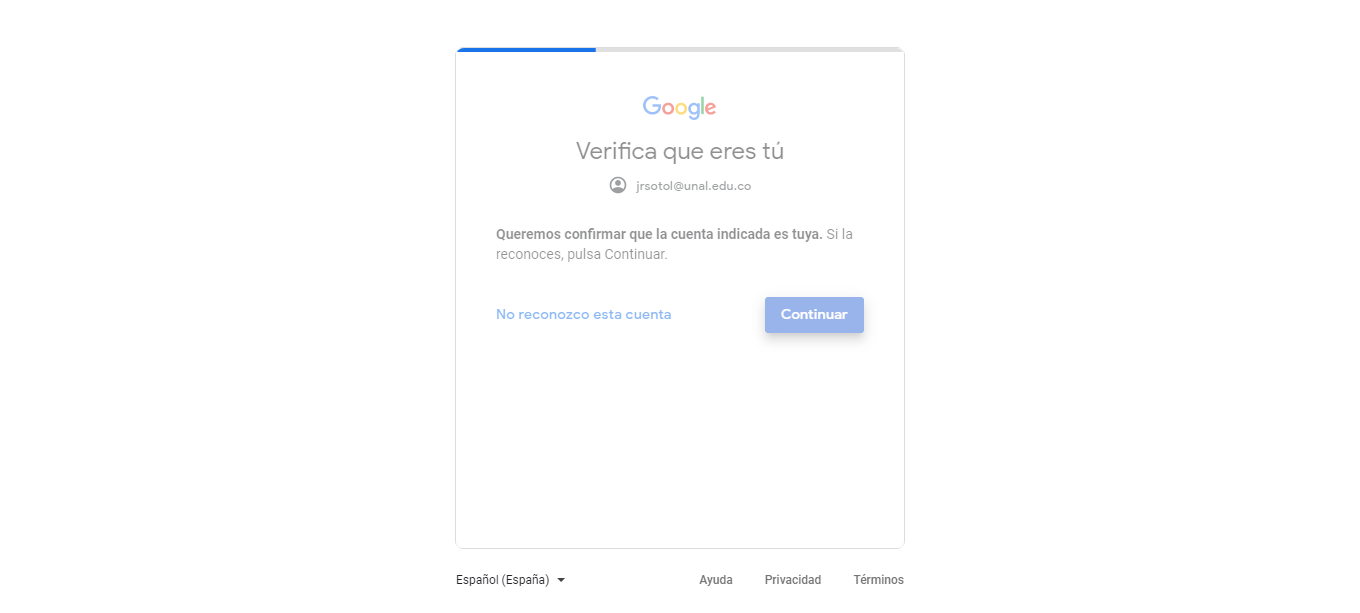 Google
Verifica que eres tú
jrsotol@unal.edu.co
Queremos confirmar que la cuenta indicada es tuya. Si la
reconoces, pulsa Continuar.
No reconozco esta cuenta
Continuar
Español (España)
Ayuda
Privacidad
Términos